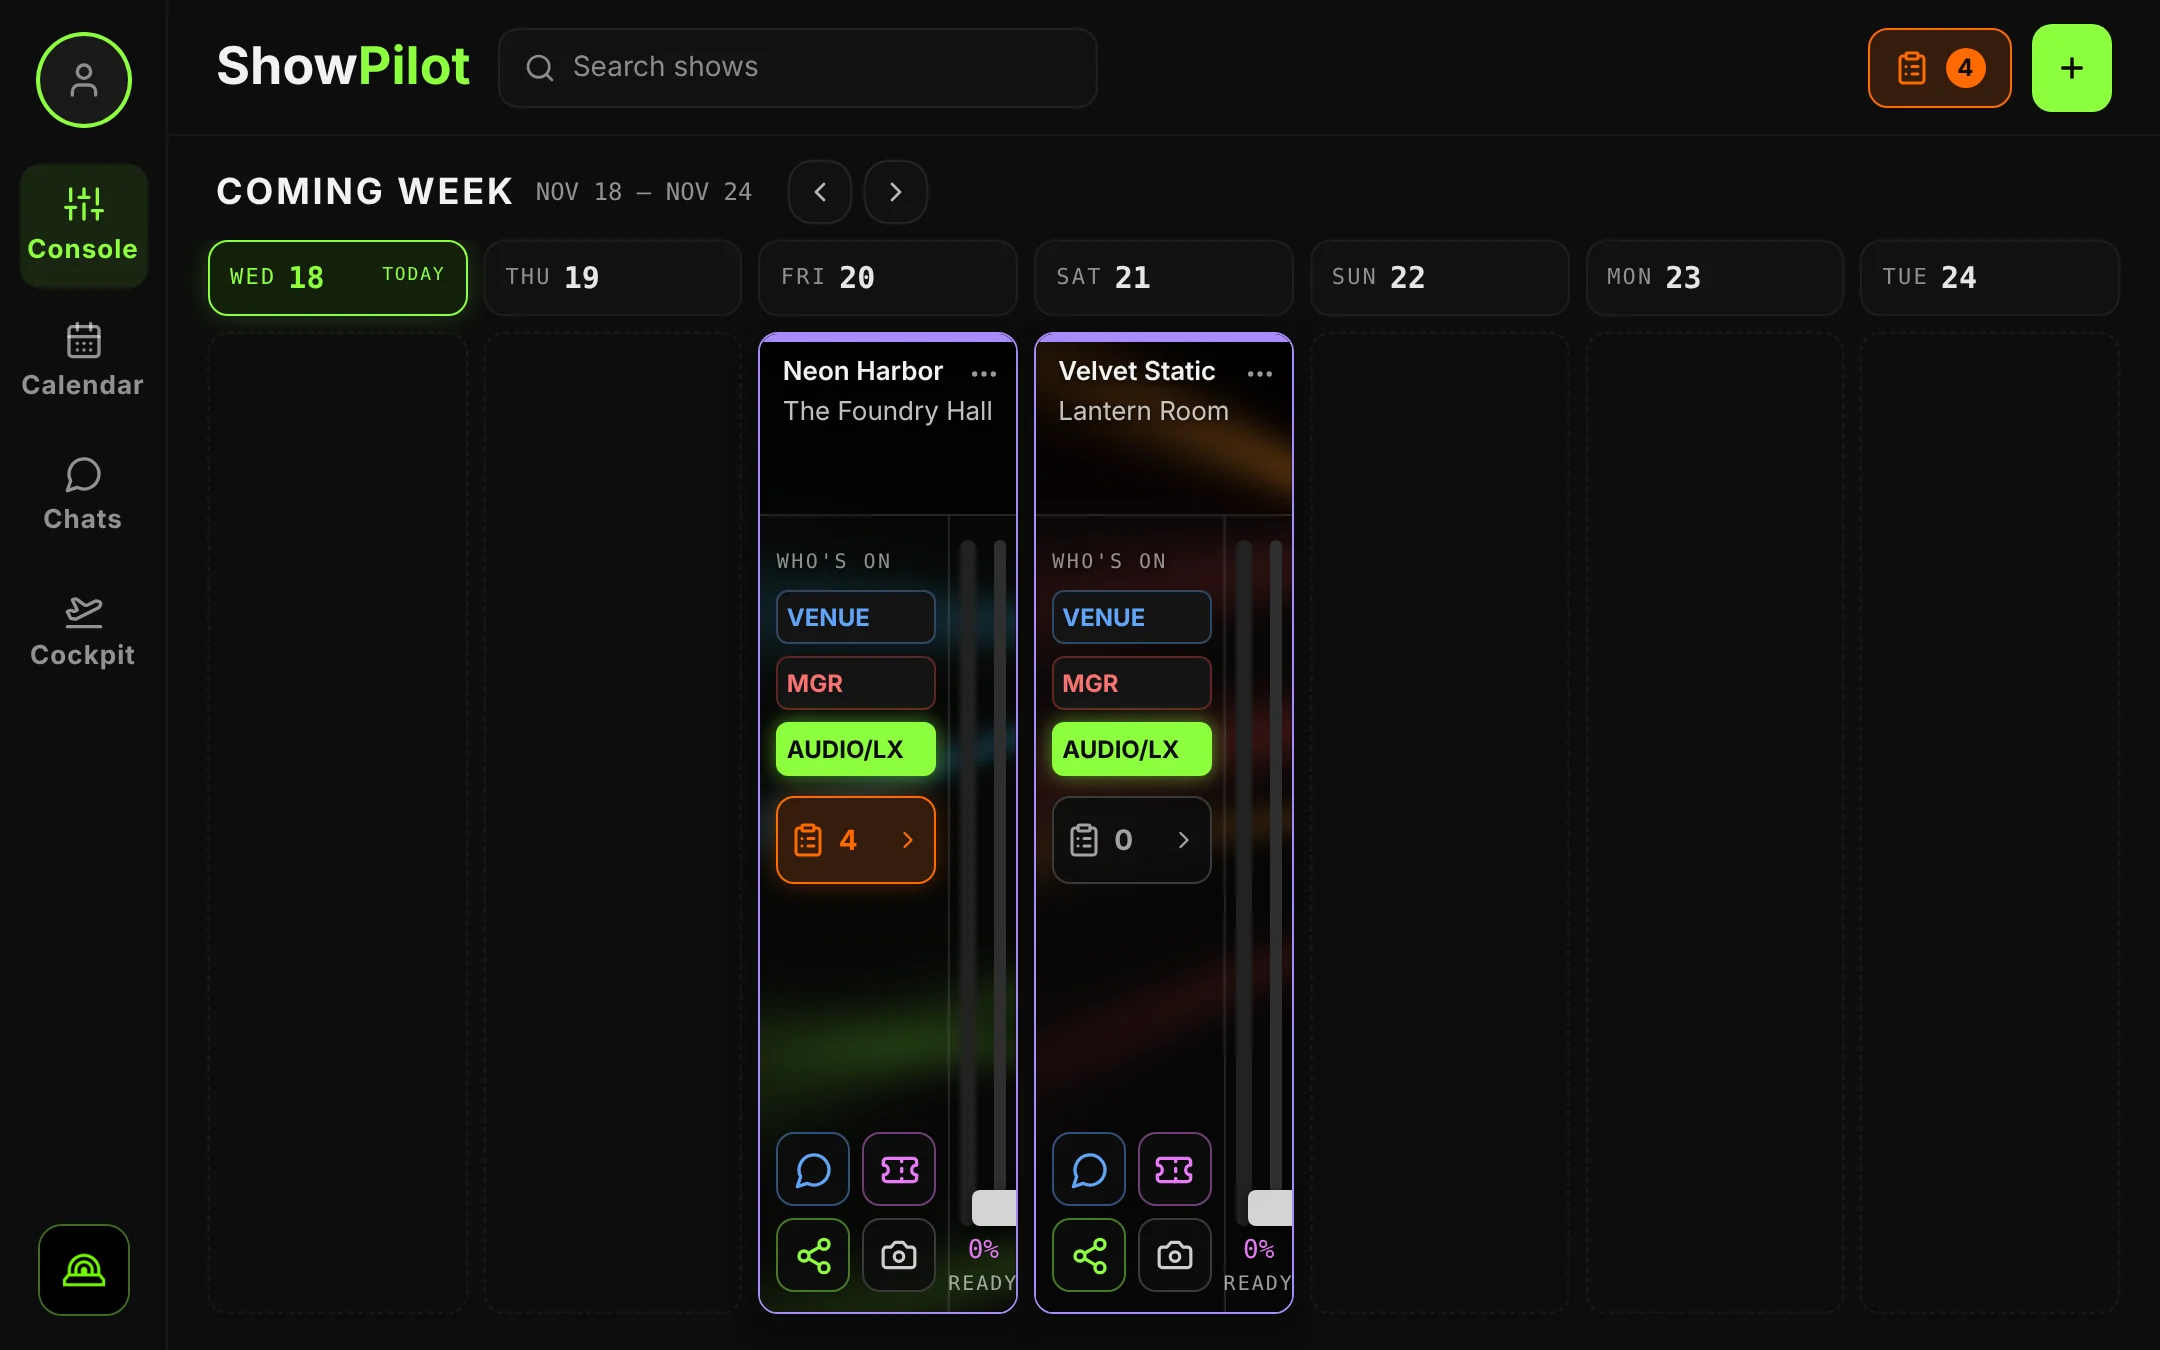 ShowPilot
Search shows
4
+
Console
Calendar
Chats
Cockpit
COMING WEEK NOV 18 — NOV 24
WED 18 TODAY
THU 19
FRI 20
SAT 21
SUN 22
MON 23
TUE 24
Neon Harbor
The Foundry Hall
WHO'S ON
VENUE
MGR
AUDIO/LX
4
0%
READY
Velvet Static
Lantern Room
WHO'S ON
VENUE
MGR
AUDIO/LX
0
0%
READY